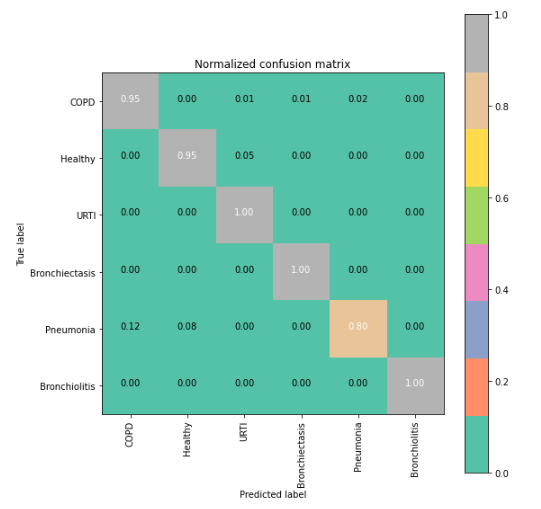 Normalized confusion matrix
True label
COPD 0.95 0.00 0.01 0.01 0.02 0.00
Healthy 0.00 0.95 0.05 0.00 0.00 0.00
URTI 0.00 0.00 1.00 0.00 0.00 0.00
Bronchiectasis 0.00 0.00 0.00 1.00 0.00 0.00
Pneumonia 0.12 0.08 0.00 0.00 0.80 0.00
Bronchiolitis 0.00 0.00 0.00 0.00 0.00 1.00
COPD Healthy URTI Bronchiectasis Pneumonia Bronchiolitis
Predicted label
1.0
0.8
0.6
0.4
0.2
0.0